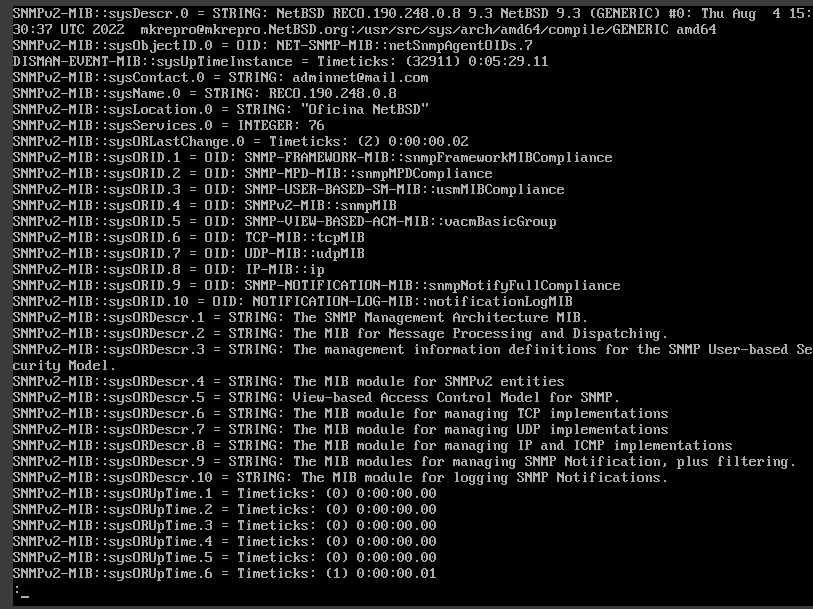 SNMPv2-MIB::sysDescr.0 = STRING: NetBSD RECO.190.248.0.8 9.3 NetBSD 9.3 (GENERIC) #0: Thu Aug  4 15:
30:37 UTC 2022  mkrepro@mkrepro.NetBSD.org:/usr/src/sys/arch/amd64/compile/GENERIC amd64
SNMPv2-MIB::sysObjectID.0 = OID: NET-SNMP-MIB::netSnmpAgentOIDs.7
DISMAN-EVENT-MIB::sysUpTimeInstance = Timeticks: (32911) 0:05:29.11
SNMPv2-MIB::sysContact.0 = STRING: adminnet@mail.com
SNMPv2-MIB::sysName.0 = STRING: RECO.190.248.0.8
SNMPv2-MIB::sysLocation.0 = STRING: "Oficina NetBSD"
SNMPv2-MIB::sysServices.0 = INTEGER: 76
SNMPv2-MIB::sysORLastChange.0 = Timeticks: (2) 0:00:00.02
SNMPv2-MIB::sysORID.1 = OID: SNMP-FRAMEWORK-MIB::snmpFrameworkMIBCompliance
SNMPv2-MIB::sysORID.2 = OID: SNMP-MPD-MIB::snmpMPDCompliance
SNMPv2-MIB::sysORID.3 = OID: SNMP-USER-BASED-SM-MIB::usmMIBCompliance
SNMPv2-MIB::sysORID.4 = OID: SNMPv2-MIB::snmpMIB
SNMPv2-MIB::sysORID.5 = OID: SNMP-VIEW-BASED-ACM-MIB::vacmBasicGroup
SNMPv2-MIB::sysORID.6 = OID: TCP-MIB::tcpMIB
SNMPv2-MIB::sysORID.7 = OID: UDP-MIB::udpMIB
SNMPv2-MIB::sysORID.8 = OID: IP-MIB::ip
SNMPv2-MIB::sysORID.9 = OID: SNMP-NOTIFICATION-MIB::snmpNotifyFullCompliance
SNMPv2-MIB::sysORID.10 = OID: NOTIFICATION-LOG-MIB::notificationLogMIB
SNMPv2-MIB::sysORDescr.1 = STRING: The SNMP Management Architecture MIB.
SNMPv2-MIB::sysORDescr.2 = STRING: The MIB for Message Processing and Dispatching.
SNMPv2-MIB::sysORDescr.3 = STRING: The management information definitions for the SNMP User-based Se
curity Model.
SNMPv2-MIB::sysORDescr.4 = STRING: The MIB module for SNMPv2 entities
SNMPv2-MIB::sysORDescr.5 = STRING: View-based Access Control Model for SNMP.
SNMPv2-MIB::sysORDescr.6 = STRING: The MIB module for managing TCP implementations
SNMPv2-MIB::sysORDescr.7 = STRING: The MIB module for managing UDP implementations
SNMPv2-MIB::sysORDescr.8 = STRING: The MIB module for managing IP and ICMP implementations
SNMPv2-MIB::sysORDescr.9 = STRING: The MIB modules for managing SNMP Notification, plus filtering.
SNMPv2-MIB::sysORDescr.10 = STRING: The MIB module for logging SNMP Notifications.
SNMPv2-MIB::sysORUpTime.1 = Timeticks: (0) 0:00:00.00
SNMPv2-MIB::sysORUpTime.2 = Timeticks: (0) 0:00:00.00
SNMPv2-MIB::sysORUpTime.3 = Timeticks: (0) 0:00:00.00
SNMPv2-MIB::sysORUpTime.4 = Timeticks: (0) 0:00:00.00
SNMPv2-MIB::sysORUpTime.5 = Timeticks: (0) 0:00:00.00
SNMPv2-MIB::sysORUpTime.6 = Timeticks: (1) 0:00:00.01
:_